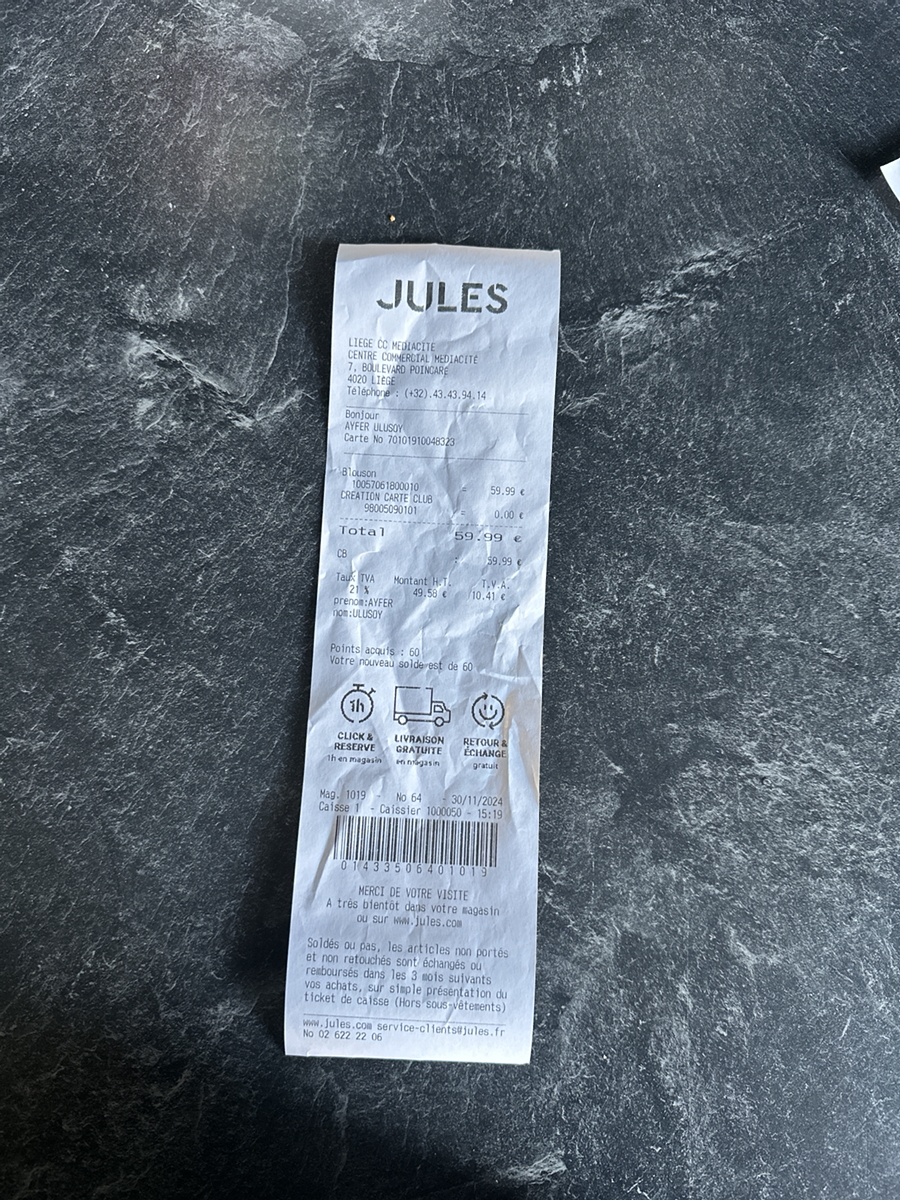 JULES
LIEGE CC MEDIACITE
CENTRE COMMERCIAL MEDIACITE
7, BOULEVARD POINCARE
4020 LIEGE
Téléphone : (+32).43.43.94.14
Bonjour
AYFER ULUSOY
Carte No 70101910048323
Blouson
10057061800010 = 59.99 €
CREATION CARTE CLUB
98005090101 = 0.00 €
Total 59.99 €
CB : 59.99 €
Taux TVA Montant H.T. T.V.A.
21 % 49.58 € 10.41 €
prenom:AYFER
nom:ULUSOY
Points acquis : 60
Votre nouveau solde est de 60
1h
CLICK & RESERVE 1h en magasin
LIVRAISON GRATUITE en magasin
RETOUR & ÉCHANGE gratuit
Mag. 1019 - No 64 - 30/11/2024
Caisse 1 - Caissier 1000050 - 15:19
01433506401019
MERCI DE VOTRE VISITE
A très bientôt dans votre magasin
ou sur www.jules.com
Soldés ou pas, les articles non portés
et non retouchés sont échangés ou
remboursés dans les 3 mois suivants
vos achats, sur simple présentation du
ticket de caisse (Hors sous-vêtements)
www.jules.com service-clients@jules.fr
No 02 622 22 06